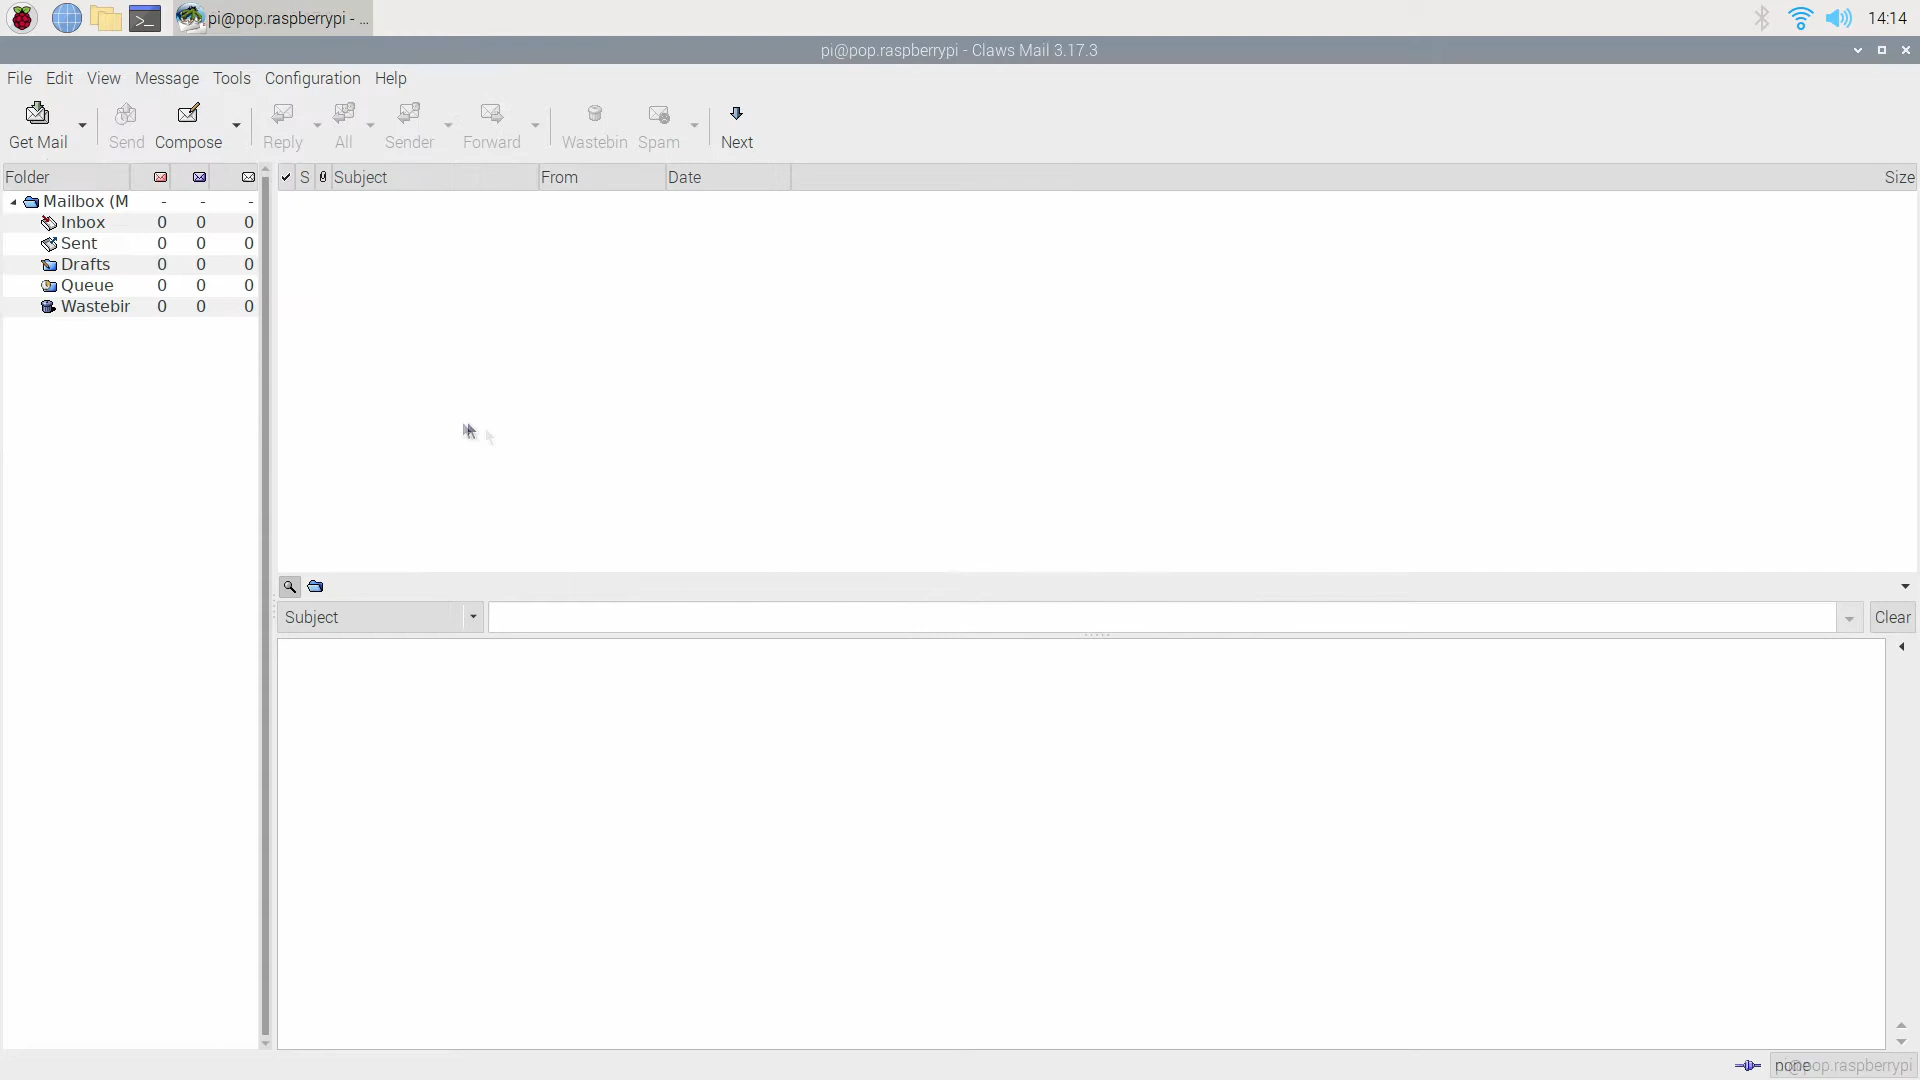 pi@pop.raspberrypi - ...
14:14
pi@pop.raspberrypi - Claws Mail 3.17.3
File Edit View Message Tools Configuration Help
Get Mail Send Compose Reply All Sender Forward Wastebin Spam Next
Folder S Subject From Date Size
Mailbox (M - - -
Inbox 0 0 0
Sent 0 0 0
Drafts 0 0 0
Queue 0 0 0
Wastebin 0 0 0
Subject Clear
pop.raspberrypi